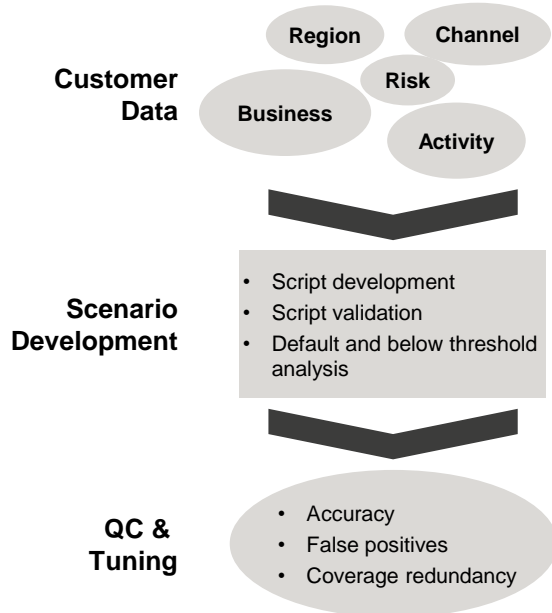 Region
Channel
Customer
Data
Risk
Business
Activity
Scenario
Development
• Script development
• Script validation
• Default and below threshold
analysis
QC &
Tuning
• Accuracy
• False positives
• Coverage redundancy